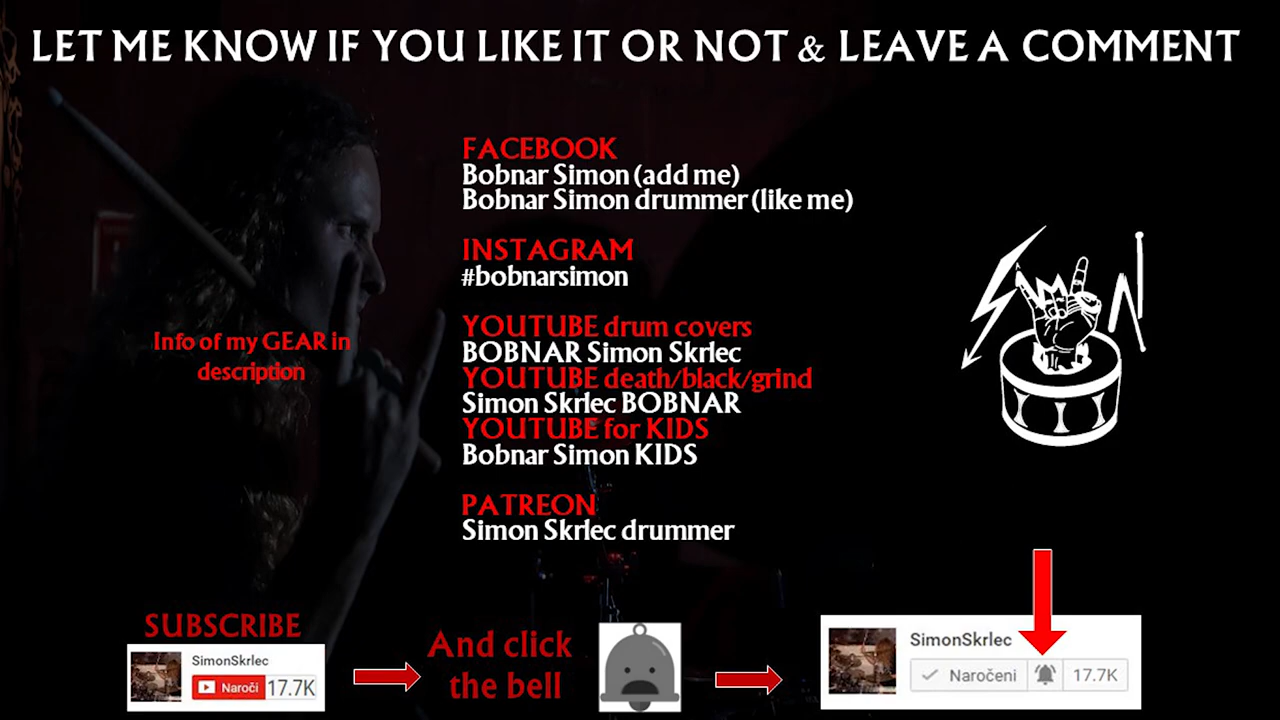 LET ME KNOW IF YOU LIKE IT OR NOT & LEAVE A COMMENT
FACEBOOK
Bobnar Simon (add me)
Bobnar Simon drummer (like me)
INSTAGRAM
#bobnarsimon
YOUTUBE drum covers
BOBNAR Simon Skrlec
YOUTUBE death/black/grind
Simon Skrlec BOBNAR
YOUTUBE for KIDS
Bobnar Simon KIDS
PATREON
Simon Skrlec drummer
Info of my GEAR in
description
SIMON
SUBSCRIBE
SimonSkrlec
Naroči 17.7K
And click
the bell
SimonSkrlec
Naročeni 17.7K